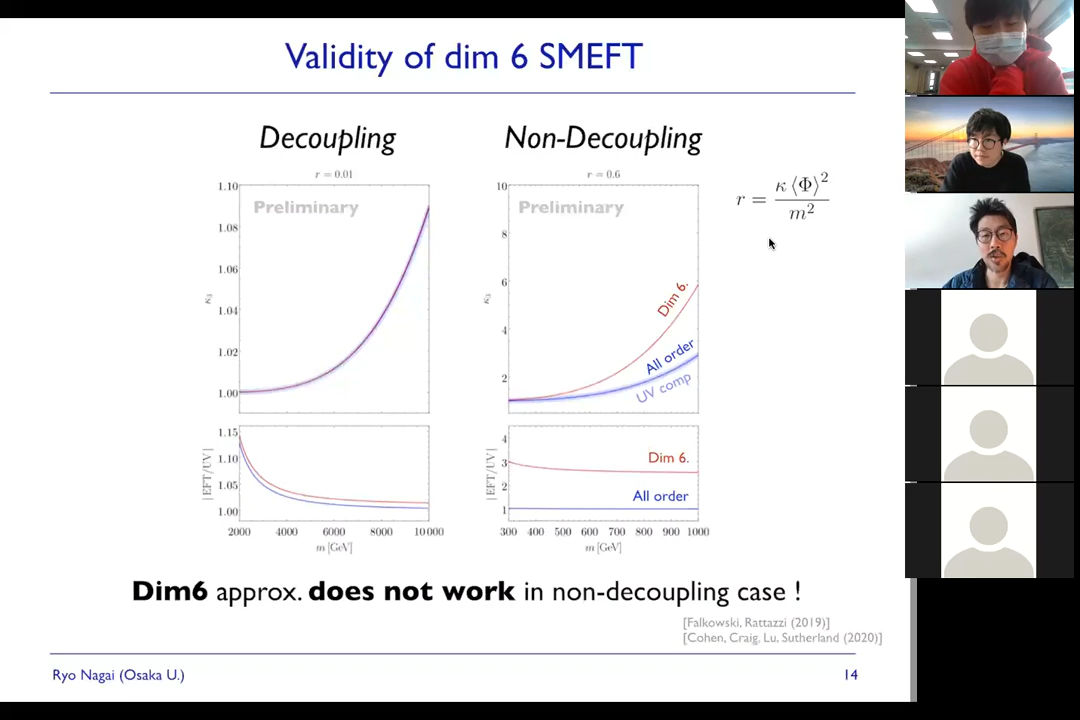 Validity of dim 6 SMEFT
Decoupling
r = 0.01
Preliminary
κ₃
1.10
1.08
1.06
1.04
1.02
1.00
|EFT/UV|
1.15
1.10
1.05
1.00
2000 4000 6000 8000 10 000
m [GeV]
Non-Decoupling
r = 0.6
Preliminary
κ₃
10
8
6
4
2
Dim 6.
All order
UV comp
|EFT/UV|
4
3
2
1
Dim 6.
All order
300 400 500 600 700 800 900 1000
m [GeV]
r = κ ⟨Φ⟩² / m²
Dim6 approx. does not work in non-decoupling case !
[Falkowski, Rattazzi (2019)]
[Cohen, Craig, Lu, Sutherland (2020)]
Ryo Nagai (Osaka U.)
14